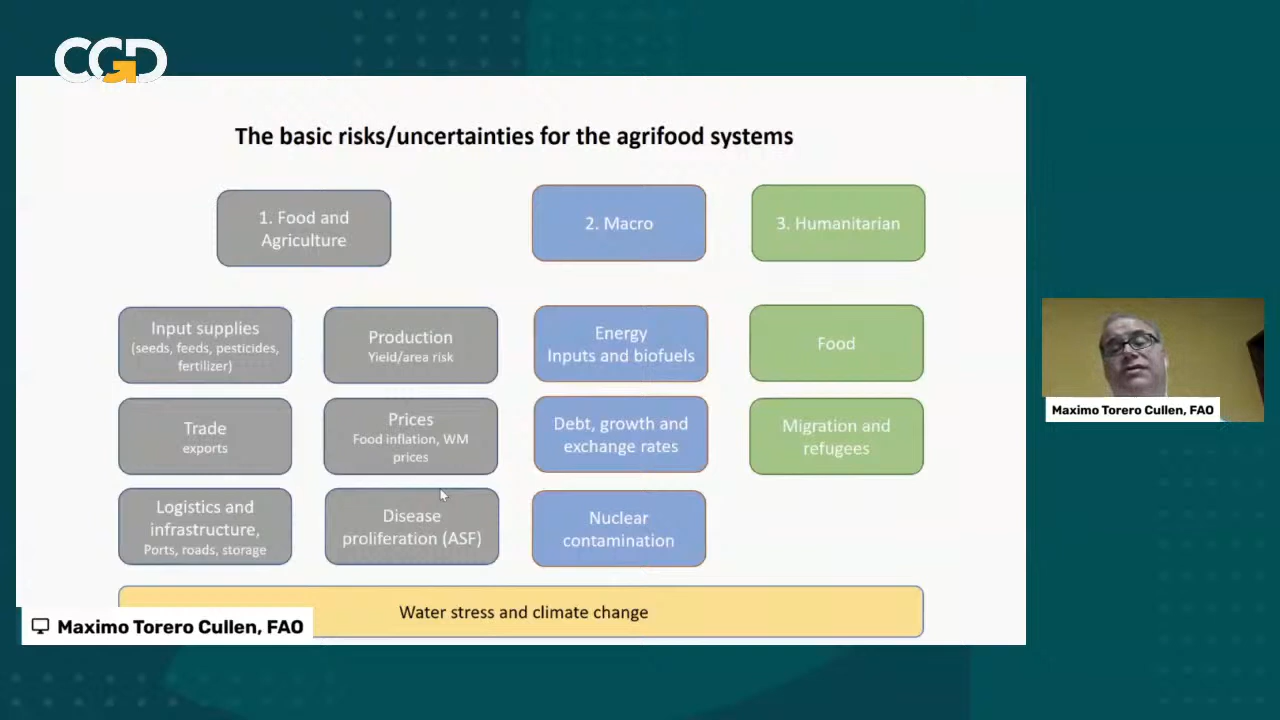 CGD
The basic risks/uncertainties for the agrifood systems
1. Food and
Agriculture
2. Macro
3. Humanitarian
Input supplies
(seeds, feeds, pesticides,
fertilizer)
Production
Yield/area risk
Energy
Inputs and biofuels
Food
Trade
exports
Prices
Food inflation, WM
prices
Debt, growth and
exchange rates
Migration and
refugees
Logistics and
infrastructure,
Ports, roads, storage
Disease
proliferation (ASF)
Nuclear
contamination
Water stress and climate change
Maximo Torero Cullen, FAO
Maximo Torero Cullen, FAO